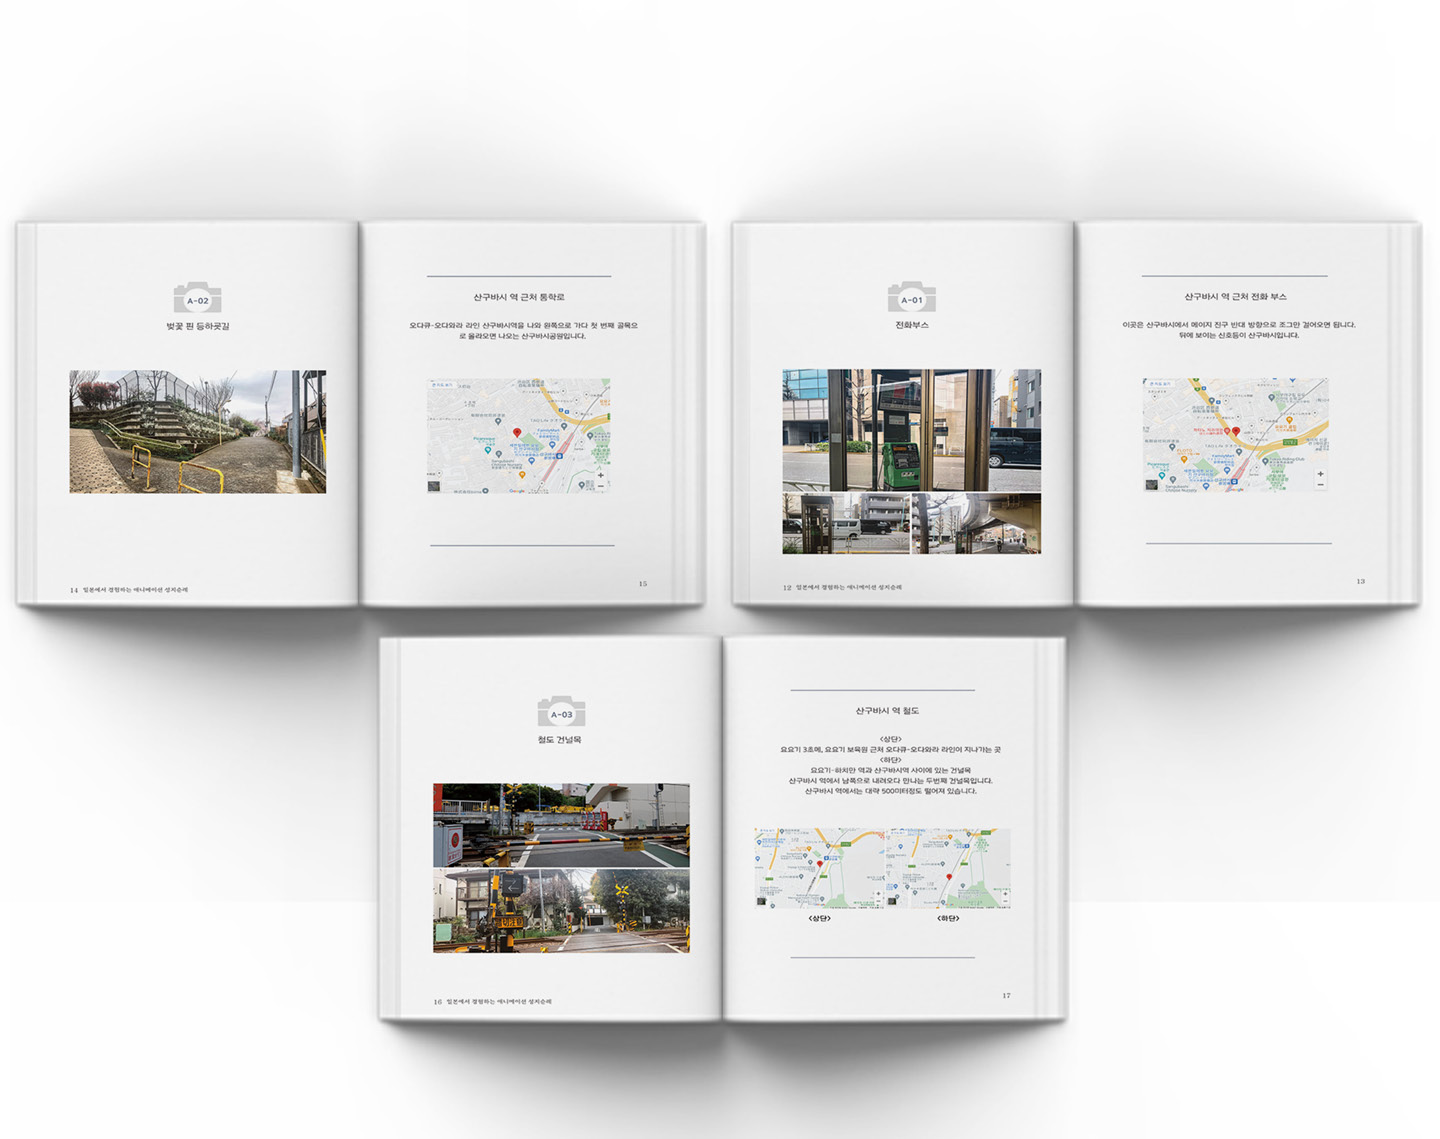 A-02
벚꽃 핀 등하굣길
14 일본에서 경험하는 애니메이션 성지순례
산구바시 역 근처 통학로
오다큐-오다와라 라인 산구바시역을 나와 왼쪽으로 가다 첫 번째 골목으
로 올라오면 나오는 산구바시공원입니다.
15
A-01
전화부스
12 일본에서 경험하는 애니메이션 성지순례
산구바시 역 근처 전화 부스
이곳은 산구바시에서 메이지 진구 반대 방향으로 조그만 걸어오면 됩니다.
뒤에 보이는 신호등이 산구바시입니다.
13
A-03
철도 건널목
16 일본에서 경험하는 애니메이션 성지순례
산구바시 역 철도
<상단>
요요기 3초메, 요요기 보육원 근처 오다큐-오다와라 라인이 지나가는 곳
<하단>
요요기-하치만 역과 산구바시역 사이에 있는 건널목
산구바시 역에서 남쪽으로 내려오다 만나는 두번째 건널목입니다.
산구바시 역에서는 대략 500미터정도 떨어져 있습니다.
<상단>
<하단>
17